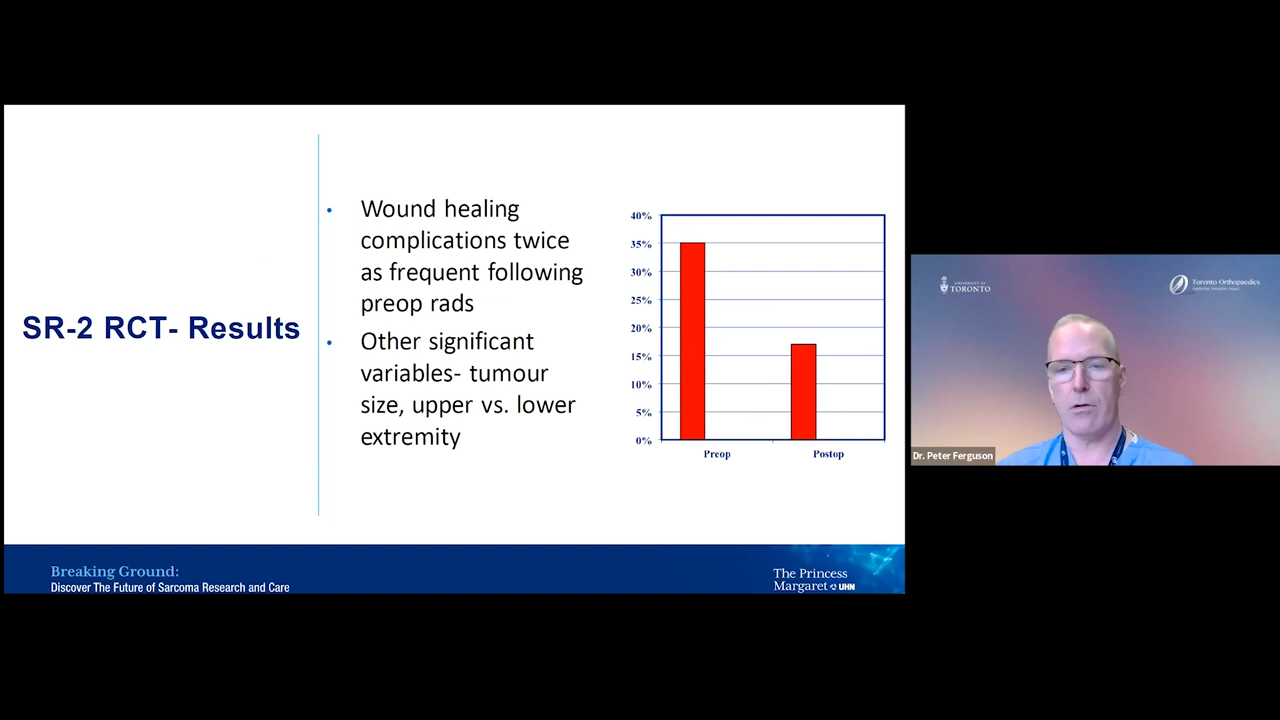 SR-2 RCT- Results
• Wound healing
complications twice
as frequent following
preop rads
• Other significant
variables- tumour
size, upper vs. lower
extremity
40%
35%
30%
25%
20%
15%
10%
5%
0%
Preop
Postop
Breaking Ground:
Discover The Future of Sarcoma Research and Care
The Princess
Margaret UHN
UNIVERSITY OF
TORONTO
Toronto Orthopaedics
Dr. Peter Ferguson